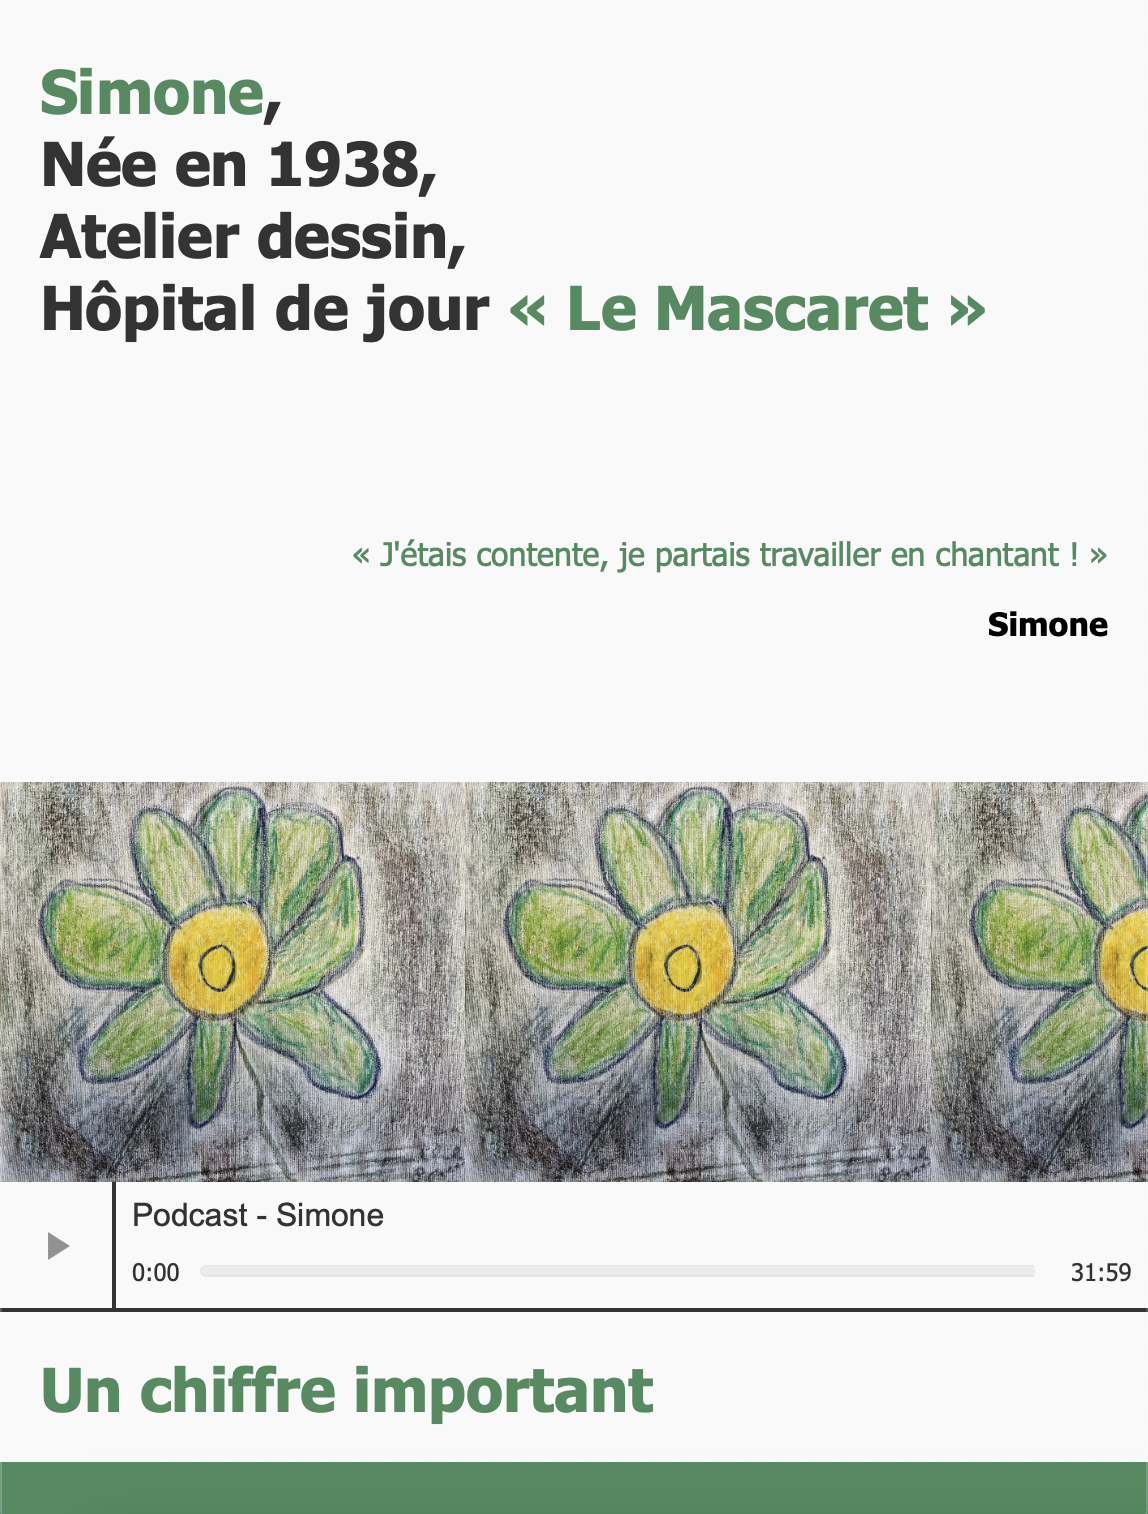 Simone,
Née en 1938,
Atelier dessin,
Hôpital de jour « Le Mascaret »
« J'étais contente, je partais travailler en chantant ! »
Simone
Podcast - Simone
0:00
31:59
Un chiffre important